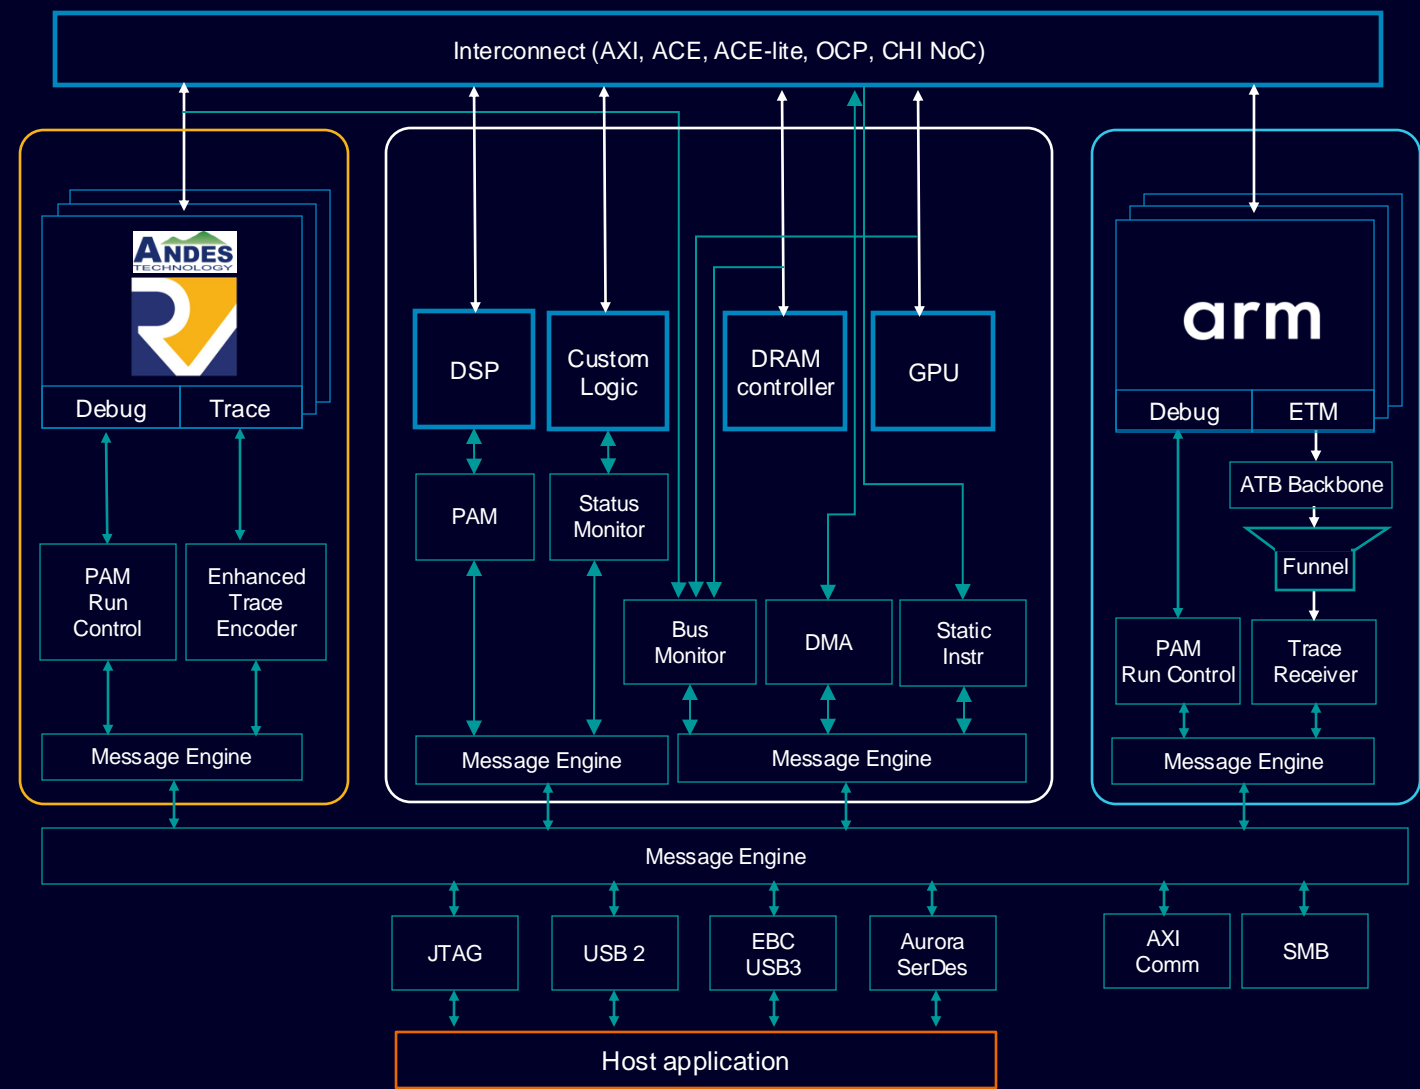 Interconnect (AXI, ACE, ACE-lite, OCP, CHI NoC)
ANDES
TECHNOLOGY
RV
Debug
Trace
PAM
Run
Control
Enhanced
Trace
Encoder
Message Engine
DSP
Custom
Logic
DRAM
controller
GPU
PAM
Status
Monitor
Bus
Monitor
DMA
Static
Instr
Message Engine
Message Engine
arm
Debug
ETM
ATB Backbone
Funnel
PAM
Run Control
Trace
Receiver
Message Engine
Message Engine
JTAG
USB 2
EBC
USB3
Aurora
SerDes
AXI
Comm
SMB
Host application